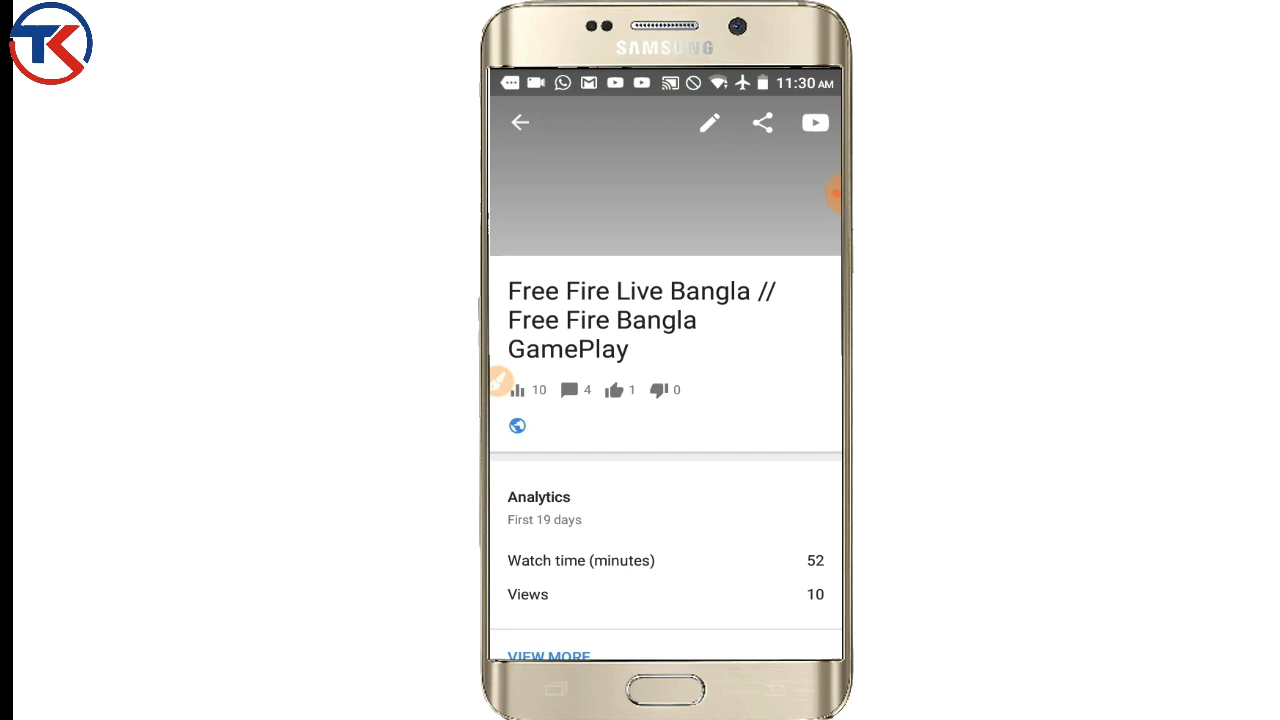 TK
SAMSUNG
11:30 AM
Free Fire Live Bangla //
Free Fire Bangla
GamePlay
10 4 1 0
Analytics
First 19 days
Watch time (minutes) 52
Views 10
VIEW MORE